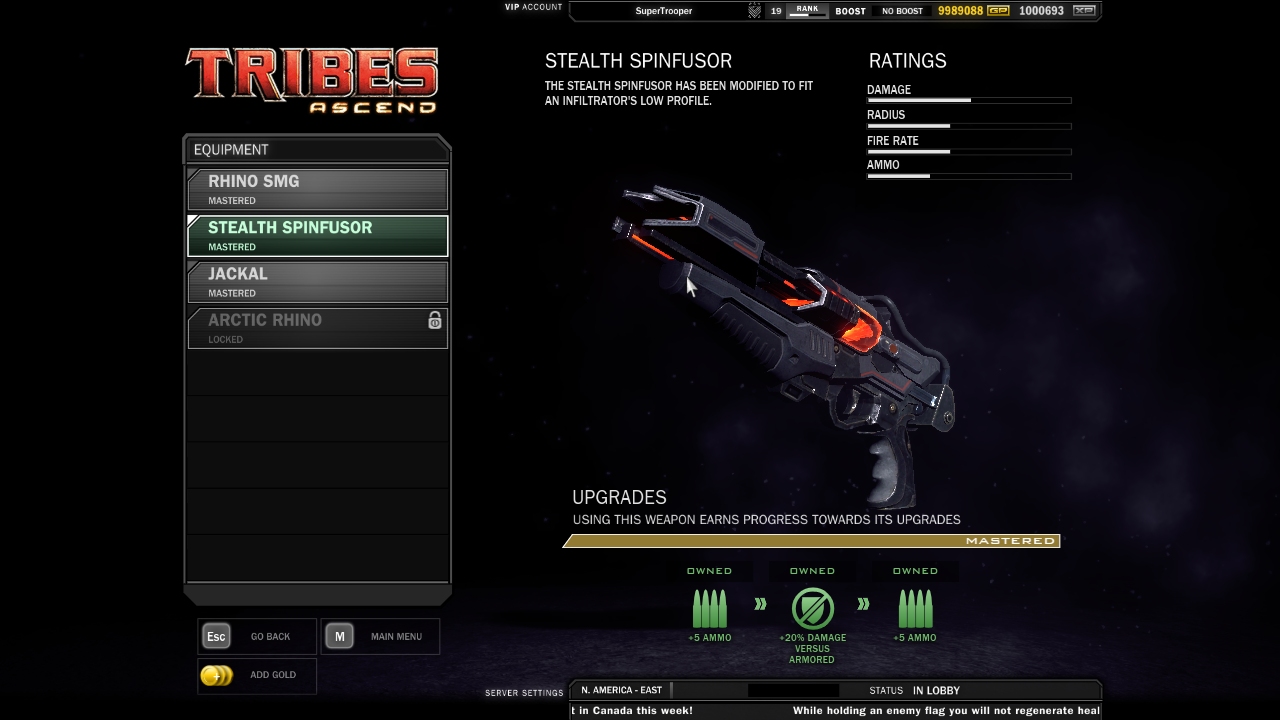 VIP ACCOUNT
SuperTrooper 19 RANK BOOST NO BOOST 9989088 GP 1000693 XP
TRIBES
ASCEND
EQUIPMENT
RHINO SMG
MASTERED
STEALTH SPINFUSOR
MASTERED
JACKAL
MASTERED
ARCTIC RHINO
LOCKED
Esc GO BACK
M MAIN MENU
ADD GOLD
STEALTH SPINFUSOR
THE STEALTH SPINFUSOR HAS BEEN MODIFIED TO FIT
AN INFILTRATOR'S LOW PROFILE.
RATINGS
DAMAGE
RADIUS
FIRE RATE
AMMO
UPGRADES
USING THIS WEAPON EARNS PROGRESS TOWARDS ITS UPGRADES
MASTERED
OWNED OWNED OWNED
+5 AMMO
+20% DAMAGE
VERSUS
ARMORED
+5 AMMO
SERVER SETTINGS N. AMERICA - EAST STATUS IN LOBBY
t in Canada this week! While holding an enemy flag you will not regenerate heal